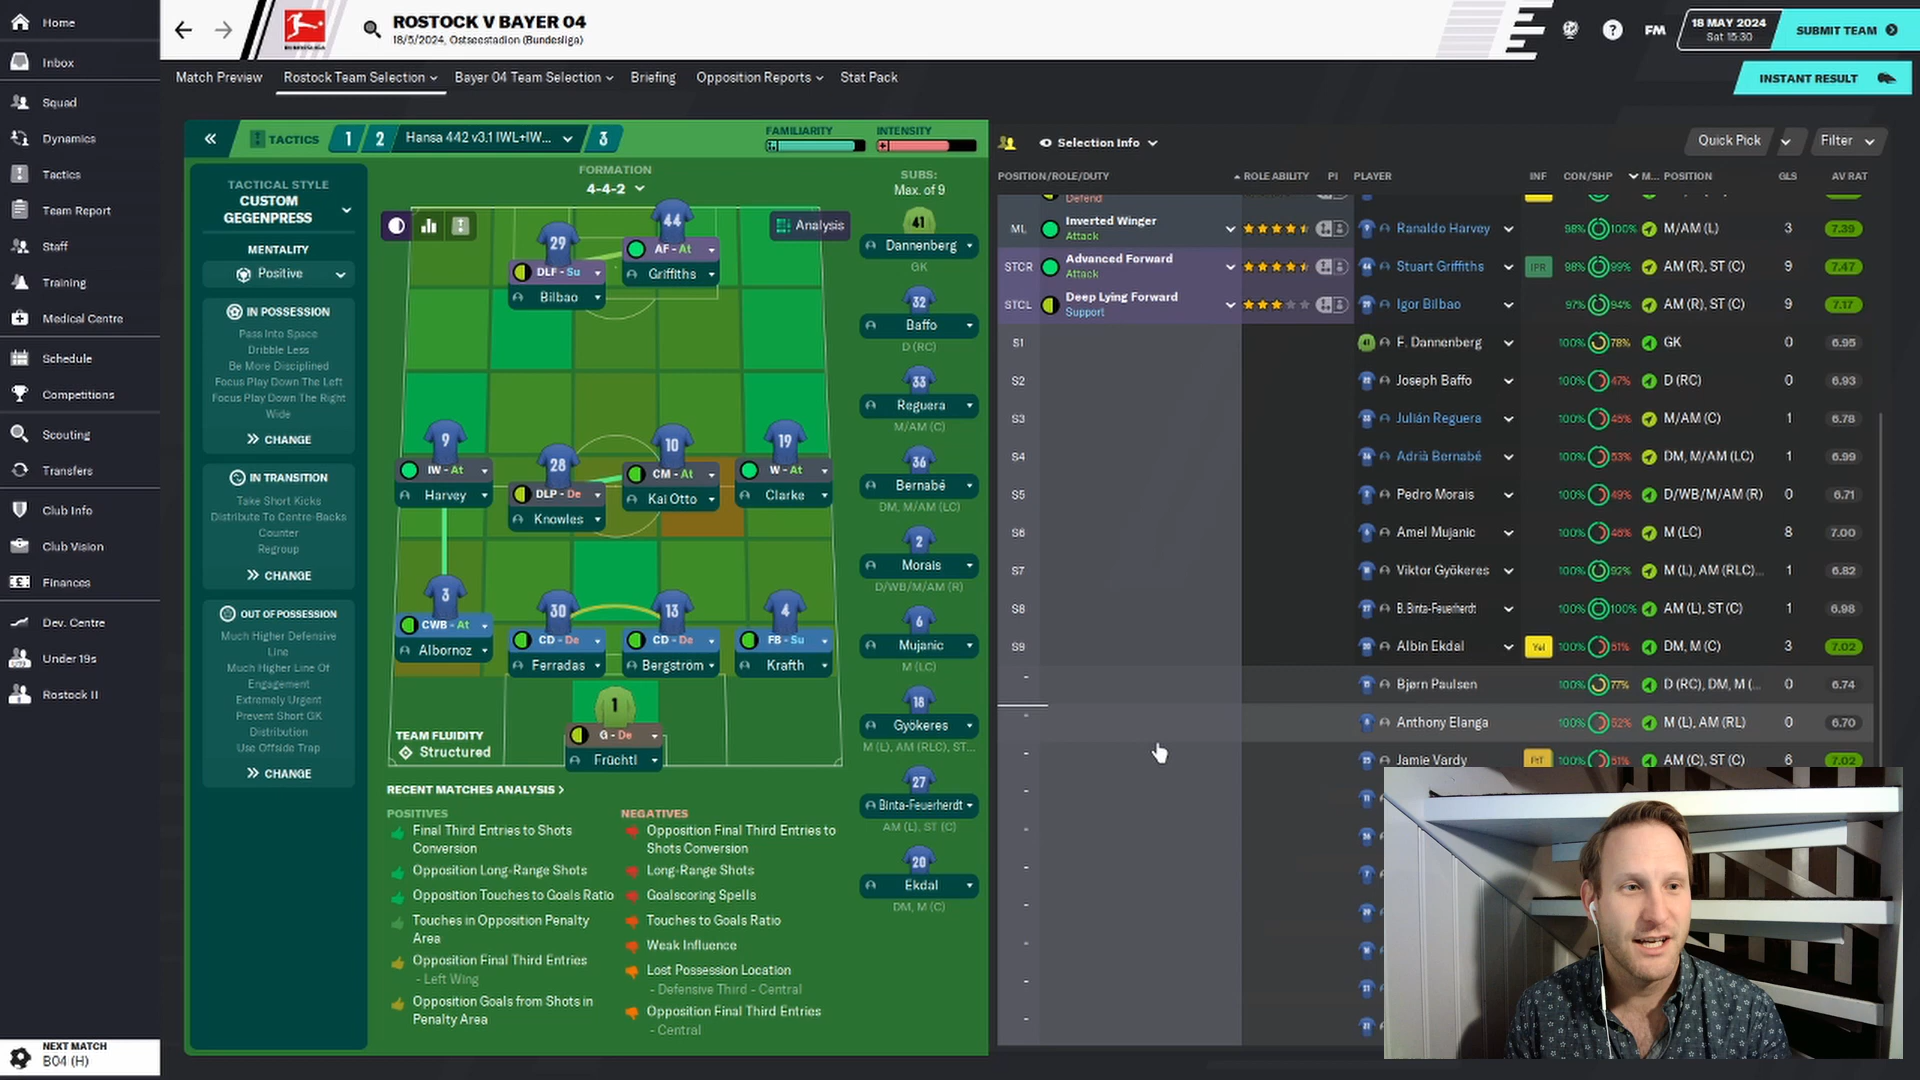 Home
Inbox
Squad
Dynamics
Tactics
Team Report
Staff
Training
Medical Centre
Schedule
Competitions
Scouting
Transfers
Club Info
Club Vision
Finances
Dev. Centre
Under 19s
Rostock II
NEXT MATCH
B04 (H)
ROSTOCK V BAYER 04
18/5/2024, Ostseestadion (Bundesliga)
FM
18 MAY 2024
Sat 15:30
SUBMIT TEAM
INSTANT RESULT
Match Preview
Rostock Team Selection
Bayer 04 Team Selection
Briefing
Opposition Reports
Stat Pack
TACTICS
1
2
Hansa 442 v3.1 IWL+IW...
3
FAMILIARITY
INTENSITY
TACTICAL STYLE
CUSTOM
GEGENPRESS
MENTALITY
Positive
IN POSSESSION
Pass Into Space
Dribble Less
Be More Disciplined
Focus Play Down The Left
Focus Play Down The Right
Wide
CHANGE
IN TRANSITION
Take Short Kicks
Distribute To Centre-Backs
Counter
Regroup
CHANGE
OUT OF POSSESSION
Much Higher Defensive
Line
Much Higher Line Of
Engagement
Extremely Urgent
Prevent Short GK
Distribution
Use Offside Trap
CHANGE
FORMATION
4-4-2
Analysis
29
DLF - Su
Bilbao
44
AF - At
Griffiths
9
IW - At
Harvey
28
DLP - De
Knowles
10
CM - At
Kai Otto
19
W - At
Clarke
3
CWB - At
Albornoz
30
CD - De
Ferradas
13
CD - De
Bergstrom
4
FB - Su
Krafth
1
G - De
Früchtl
TEAM FLUIDITY
Structured
SUBS:
Max. of 9
41
Dannenberg
GK
32
Baffo
D (RC)
33
Reguera
M/AM (C)
36
Bernabé
DM, M/AM (LC)
2
Morais
D/WB/M/AM (R)
6
Mujanic
M (LC)
18
Gyökeres
M (L), AM (RLC), ST...
27
Binta-Feuerherdt
AM (L), ST (C)
20
Ekdal
DM, M (C)
RECENT MATCHES ANALYSIS
POSITIVES
Final Third Entries to Shots
Conversion
Opposition Long-Range Shots
Opposition Touches to Goals Ratio
Touches in Opposition Penalty
Area
Opposition Final Third Entries
- Left Wing
Opposition Goals from Shots in
Penalty Area
NEGATIVES
Opposition Final Third Entries to
Shots Conversion
Long-Range Shots
Goalscoring Spells
Touches to Goals Ratio
Weak Influence
Lost Possession Location
- Defensive Third - Central
Opposition Final Third Entries
- Central
Selection Info
Quick Pick
Filter
POSITION/ROLE/DUTY ROLE ABILITY PI PLAYER INF CON/SHP M... POSITION GLS AV RAT
Defend
ML Inverted Winger Attack Ranaldo Harvey 98% 100% M/AM (L) 3 7.39
STCR Advanced Forward Attack Stuart Griffiths IPR 98% 99% AM (R), ST (C) 9 7.47
STCL Deep Lying Forward Support Igor Bilbao 97% 94% AM (R), ST (C) 9 7.17
S1 F. Dannenberg 100% 78% GK 0 6.95
S2 Joseph Baffo 100% 47% D (RC) 0 6.93
S3 Julián Reguera 100% 45% M/AM (C) 1 6.78
S4 Adrià Bernabé 100% 53% DM, M/AM (LC) 1 6.99
S5 Pedro Morais 100% 49% D/WB/M/AM (R) 0 6.71
S6 Amel Mujanic 100% 46% M (LC) 8 7.00
S7 Viktor Gyökeres 100% 92% M (L), AM (RLC)... 1 6.82
S8 B. Binta-Feuerherdt 100% 100% AM (L), ST (C) 1 6.98
S9 Albin Ekdal Yel 100% 51% DM, M (C) 3 7.02
- Bjørn Paulsen 100% 77% D (RC), DM, M (... 0 6.74
- Anthony Elanga 100% 52% M (L), AM (RL) 0 6.70
- Jamie Vardy 100% 51% AM (C), ST (C) 6 7.02